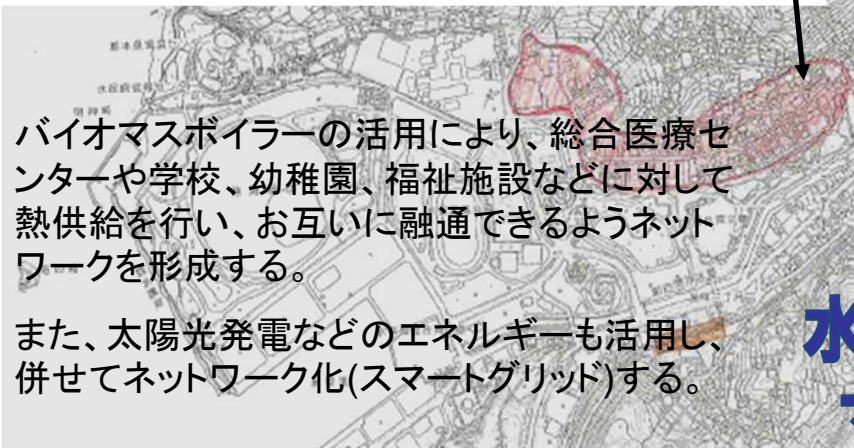 バイオマスボイラーの活用により、総合医療セ
ンターや学校、幼稚園、福祉施設などに対して
熱供給を行い、お互いに融通できるようネット
ワークを形成する。
また、太陽光発電などのエネルギーも活用し、
併せてネットワーク化(スマートグリッド)する。
水